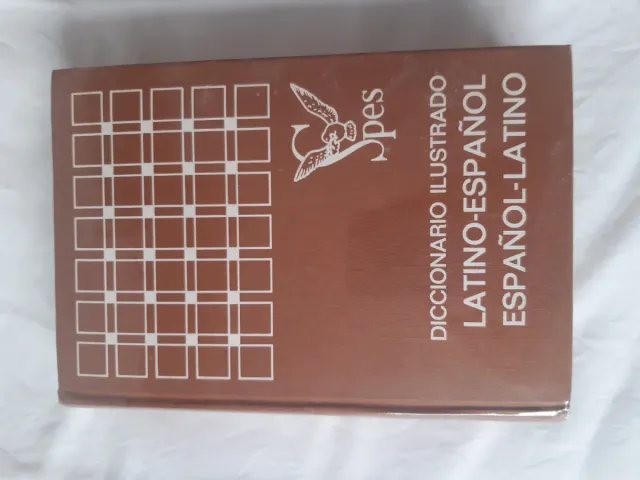 Spes
DICCIONARIO ILUSTRADO
LATINO-ESPAÑOL
ESPAÑOL-LATINO